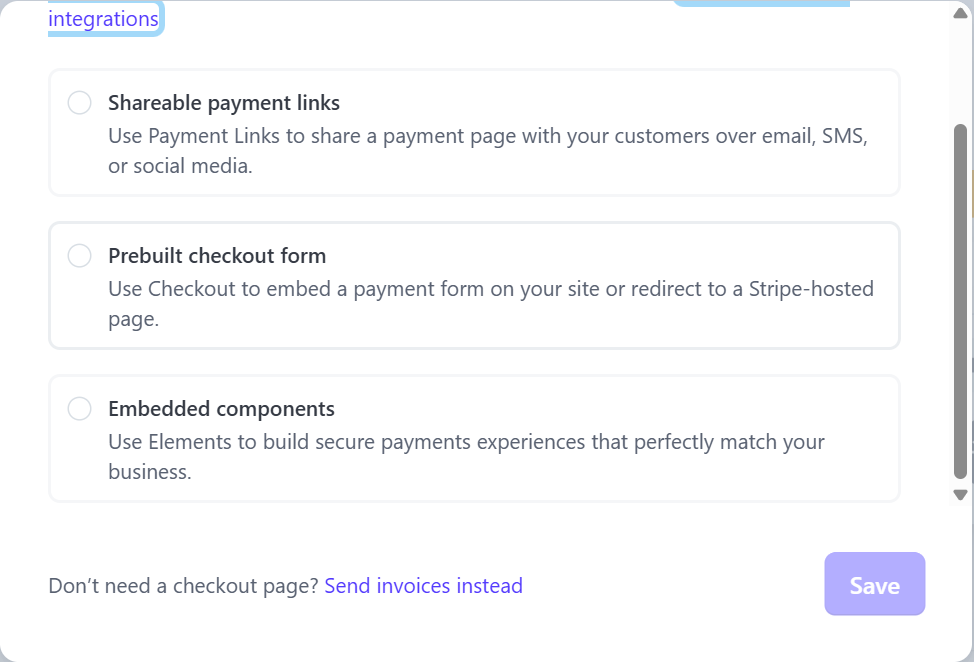 integrations
Shareable payment links
Use Payment Links to share a payment page with your customers over email, SMS,
or social media.
Prebuilt checkout form
Use Checkout to embed a payment form on your site or redirect to a Stripe-hosted
page.
Embedded components
Use Elements to build secure payments experiences that perfectly match your
business.
Don’t need a checkout page? Send invoices instead
Save